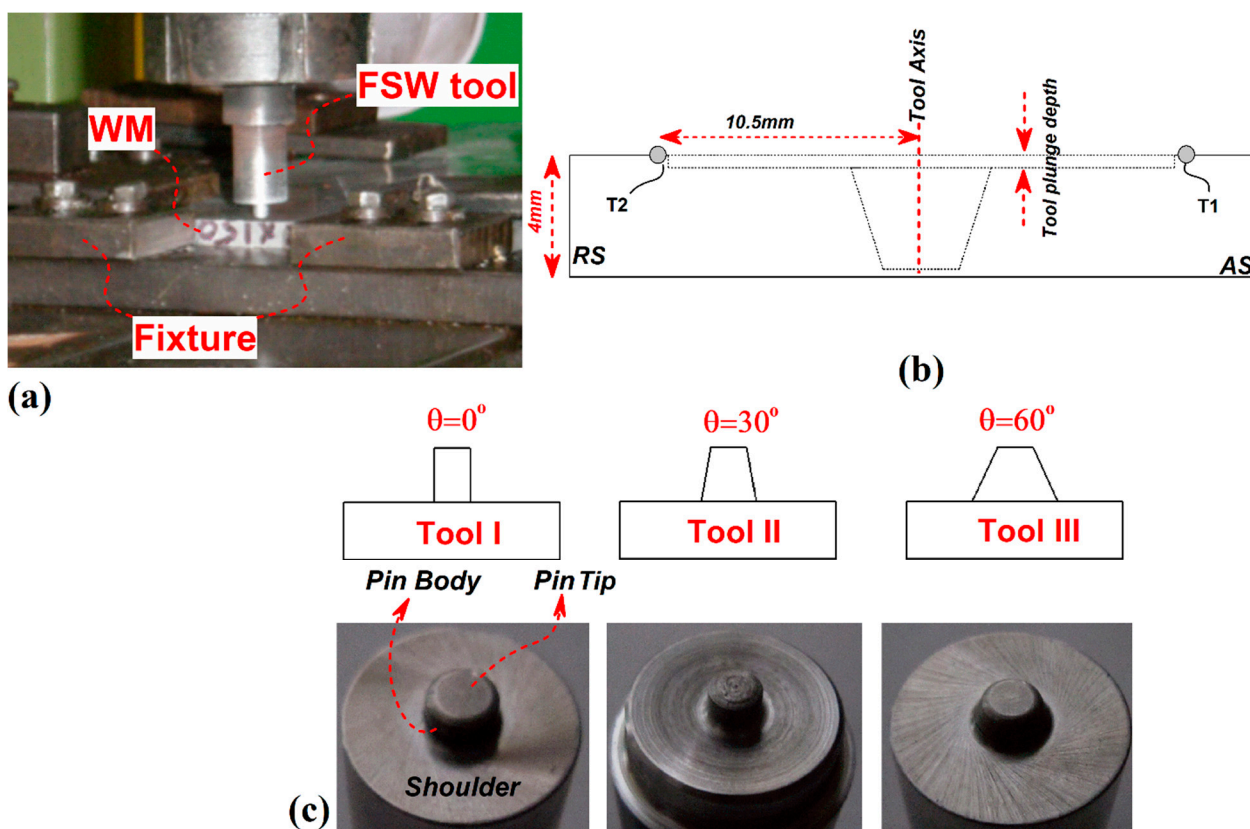 FSW tool
WM
Fixture
(a)
Tool Axis
10.5mm
Tool plunge depth
T2
T1
4mm
RS
AS
(b)
θ=0°
θ=30°
θ=60°
Tool I
Tool II
Tool III
Pin Body
Pin Tip
Shoulder
(c)